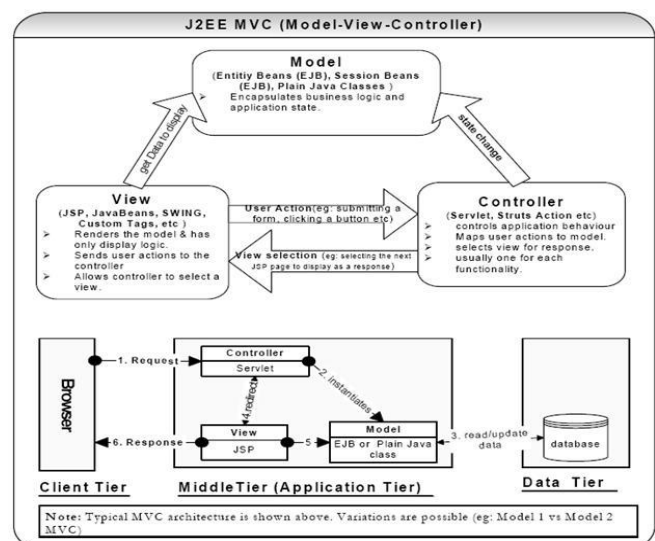 J2EE MVC (Model-View-Controller)
Model
(Entitiy Beans (EJB), Session Beans
(EJB), Plain Java Classes )
➢ Encapsulates business logic and
application state.
get Data to display
state change
View
(JSP, JavaBeans, SWING,
Custom Tags, etc )
➢ Renders the model & has
only display logic.
➢ Sends user actions to the
controller
➢ Allows controller to select a
view.
User Action(eg: submitting a
form, clicking a button etc)
View selection (eg: selecting the next
JSP page to display as a response)
Controller
(Servlet, Struts Action etc)
➢ controls application behaviour
➢ Maps user actions to model.
➢ selects view for response.
➢ usually one for each
functionality.
Browser
1. Request
Controller
Servlet
2. instantiates
4.redirect
6. Response
View
JSP
5
Model
EJB or Plain Java
class
3. read/update
data
database
Client Tier
MiddleTier (Application Tier)
Data Tier
Note: Typical MVC architecture is shown above. Variations are possible (eg: Model 1 vs Model 2
MVC)